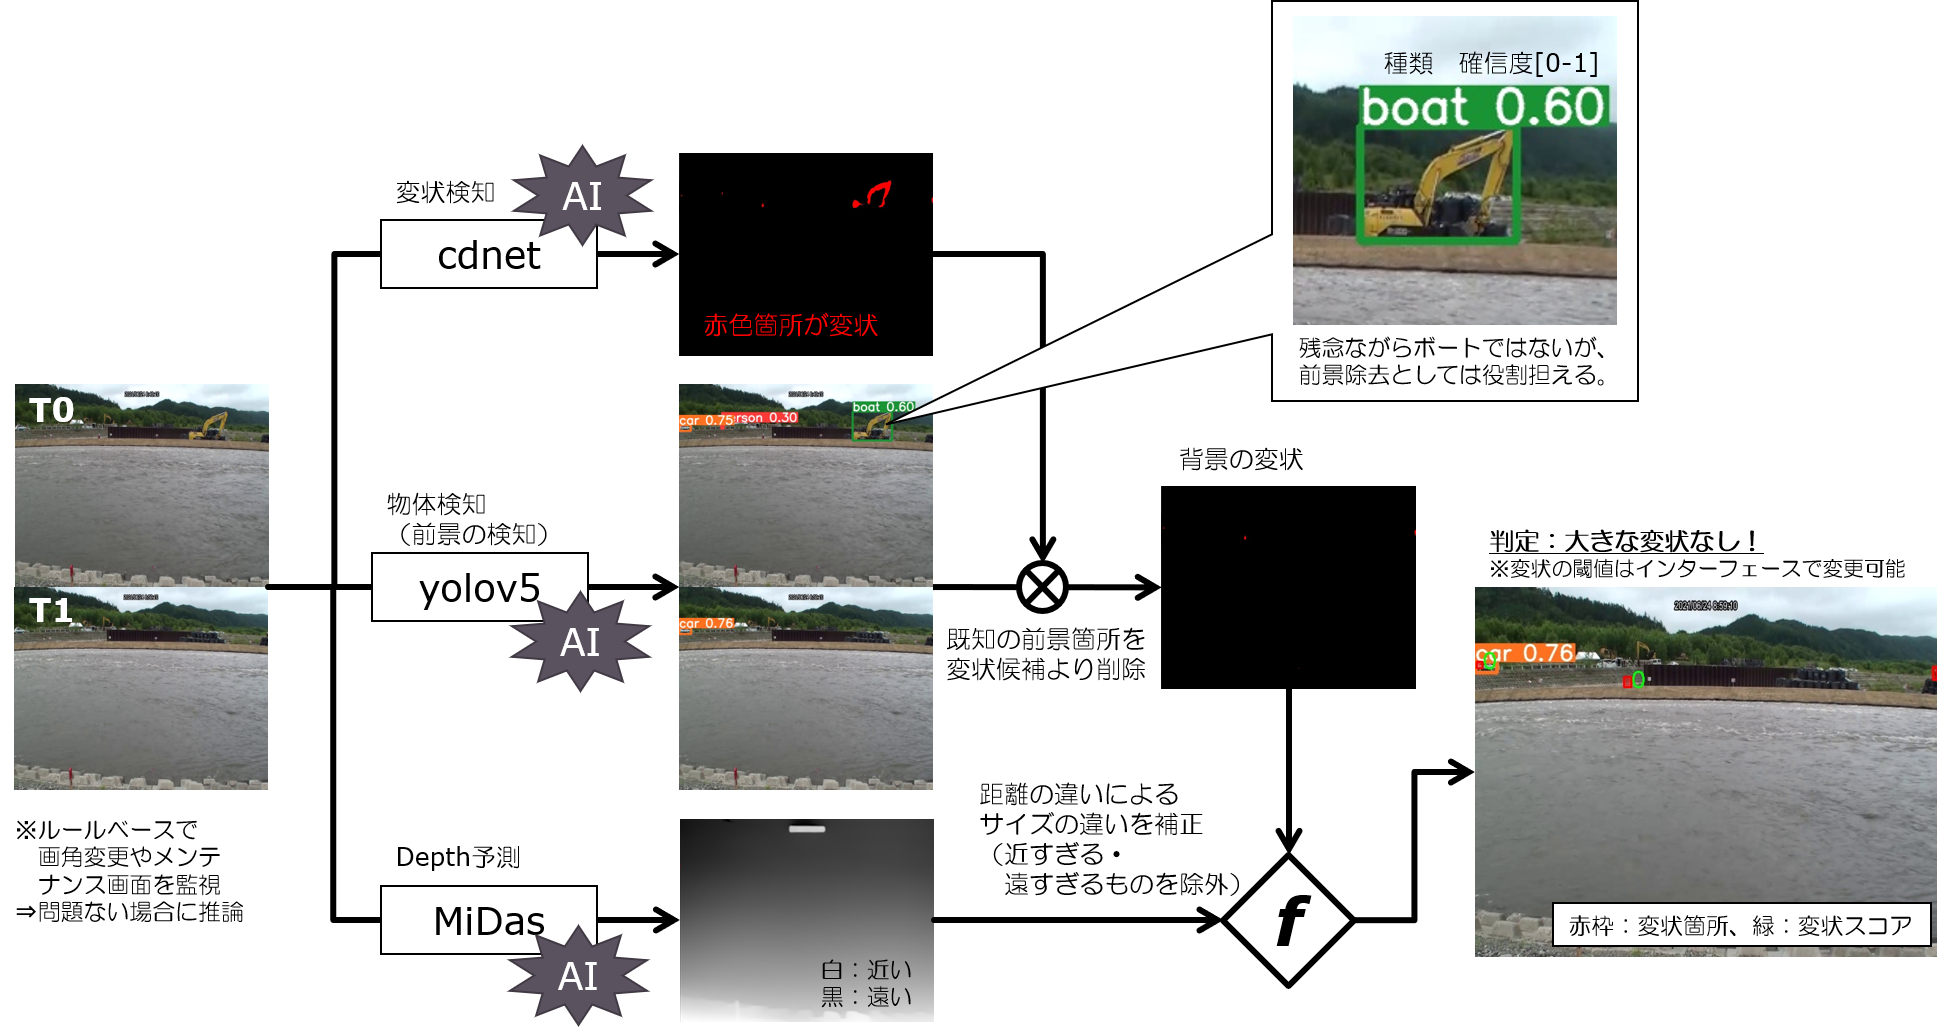 種類 確信度[0-1]
boat 0.60
残念ながらボートではないが、
前景除去としては役割担える。
変状検知
AI
cdnet
赤色箇所が変状
T0
car 0.75
rson 0.30
boat 0.60
T1
物体検知
（前景の検知）
yolov5
AI
car 0.76
既知の前景箇所を
変状候補より削除
背景の変状
判定：大きな変状なし！
※変状の閾値はインターフェースで変更可能
car 0.76
0
0
赤枠：変状箇所、緑：変状スコア
※ルールベースで
画角変更やメンテ
ナンス画面を監視
⇒問題ない場合に推論
Depth予測
MiDas
AI
白：近い
黒：遠い
距離の違いによる
サイズの違いを補正
（近すぎる・
遠すぎるものを除外）
f